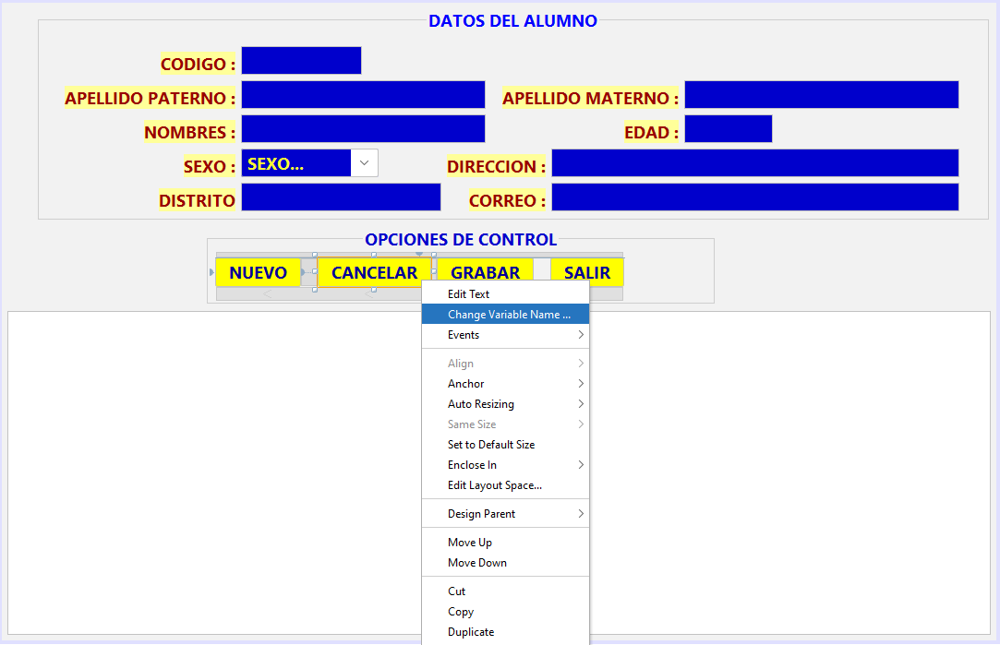 DATOS DEL ALUMNO
CODIGO :
APELLIDO PATERNO : APELLIDO MATERNO :
NOMBRES : EDAD :
SEXO : SEXO... DIRECCION :
DISTRITO CORREO :
OPCIONES DE CONTROL
NUEVO CANCELAR GRABAR SALIR
Edit Text
Change Variable Name ...
Events
Align
Anchor
Auto Resizing
Same Size
Set to Default Size
Enclose In
Edit Layout Space...
Design Parent
Move Up
Move Down
Cut
Copy
Duplicate